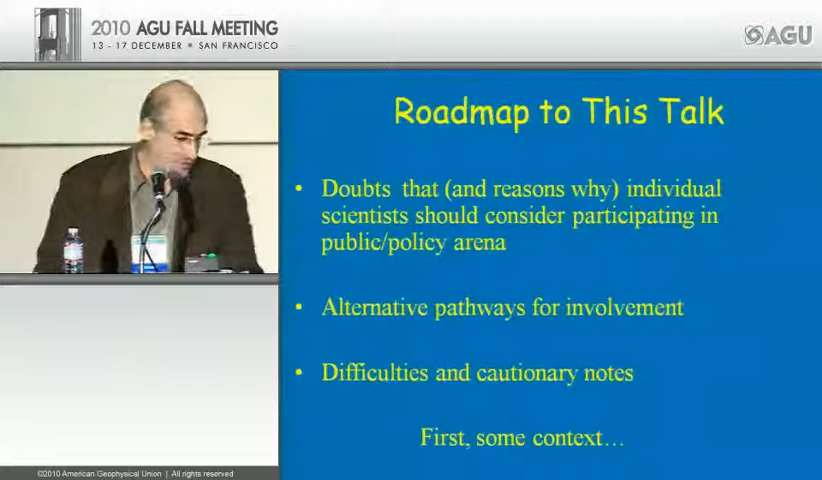 2010 AGU FALL MEETING
13 - 17 DECEMBER ■ SAN FRANCISCO
AGU
Roadmap to This Talk
• Doubts that (and reasons why) individual
scientists should consider participating in
public/policy arena
• Alternative pathways for involvement
• Difficulties and cautionary notes
First, some context…
©2010 American Geophysical Union | All rights reserved